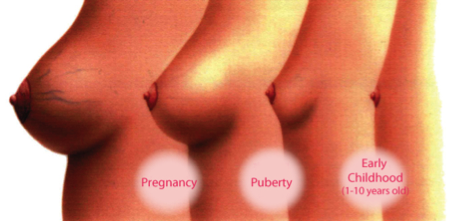 Pregnancy
Puberty
Early
Childhood
(1-10 years old)